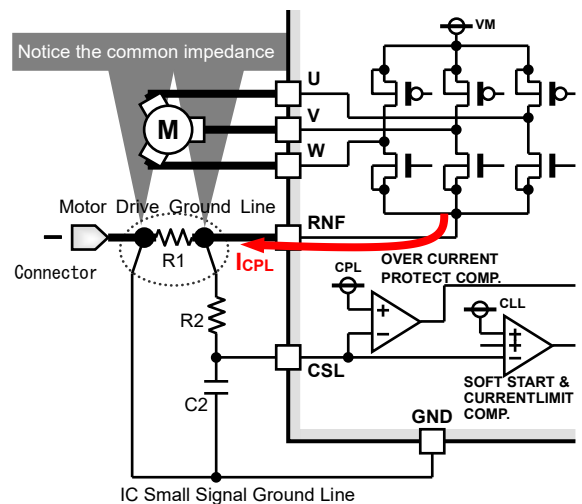 Notice the common impedance
VM
U
V
W
M
Motor Drive Ground Line
RNF
Connector
R1
ICPL
OVER CURRENT
PROTECT COMP.
CPL
CLL
R2
CSL
C2
SOFT START &
CURRENTLIMIT
COMP.
GND
IC Small Signal Ground Line